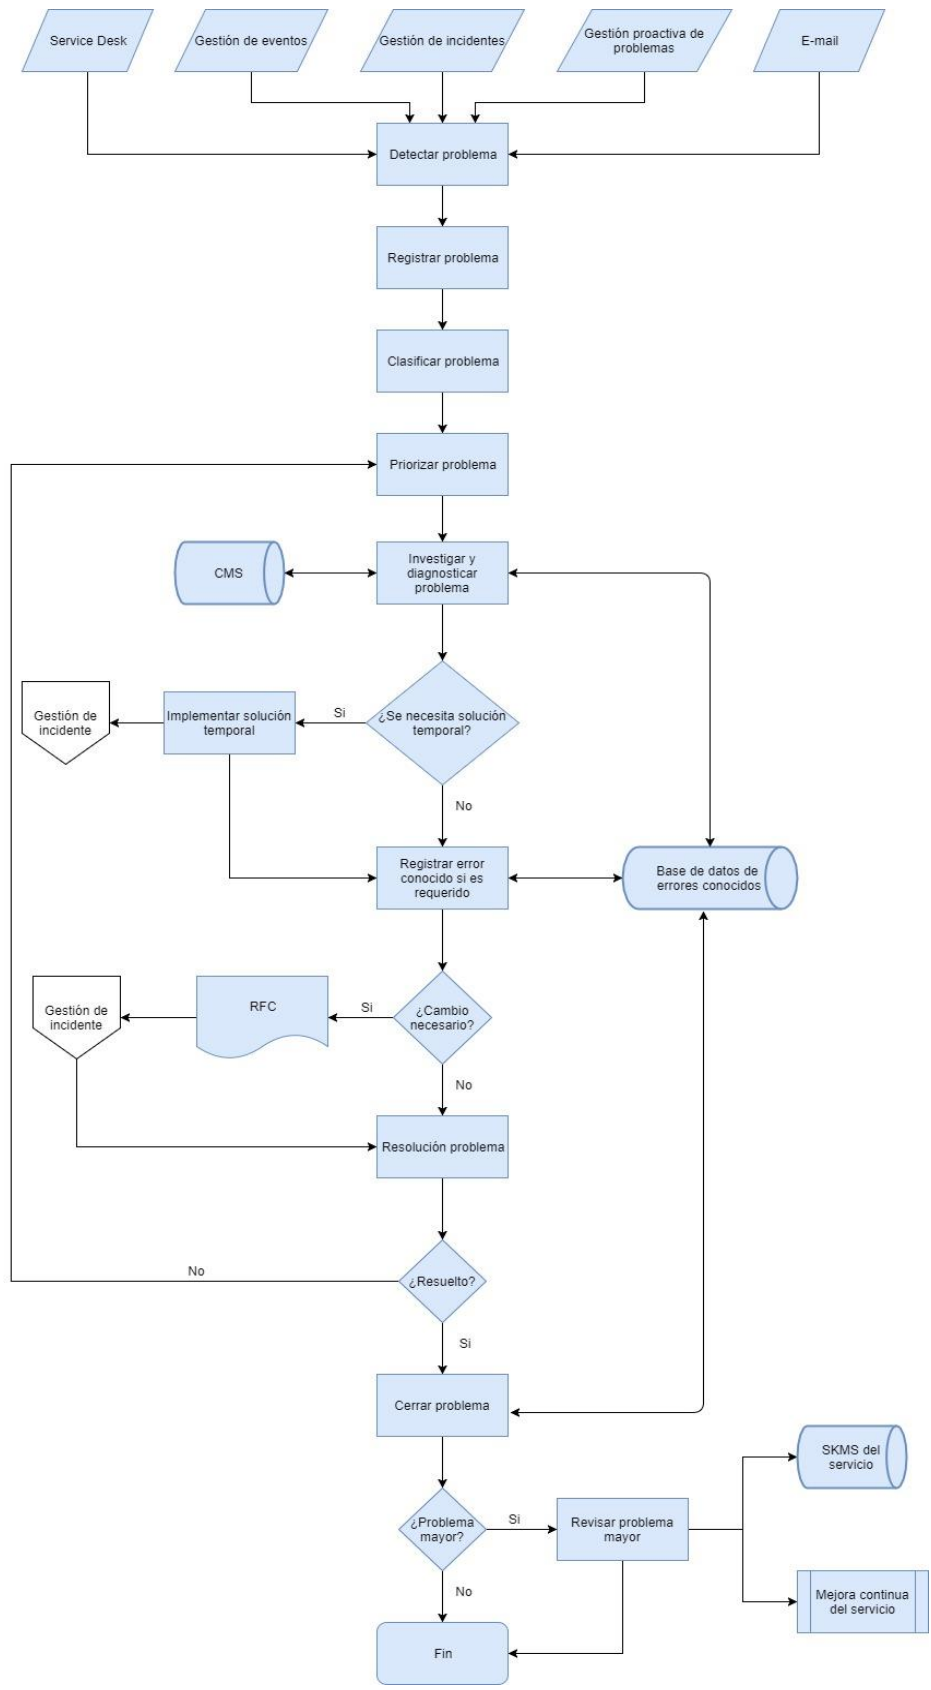 Service Desk
Gestión de eventos
Gestión de incidentes
Gestión proactiva de
problemas
E-mail
Detectar problema
Registrar problema
Clasificar problema
Priorizar problema
CMS
Investigar y
diagnosticar
problema
Gestión de
incidente
Implementar solución
temporal
Si
¿Se necesita solución
temporal?
No
Registrar error
conocido si es
requerido
Base de datos de
errores conocidos
Gestión de
incidente
RFC
Si
¿Cambio
necesario?
No
Resolución problema
No
¿Resuelto?
Si
Cerrar problema
SKMS del
servicio
¿Problema
mayor?
Si
Revisar problema
mayor
No
Mejora continua
del servicio
Fin